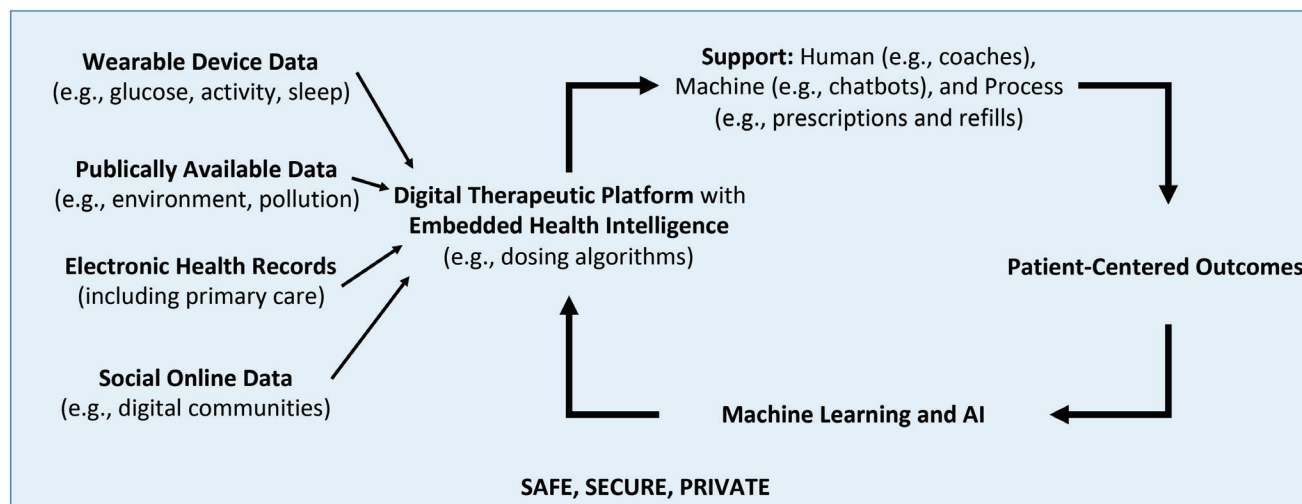 Wearable Device Data
(e.g., glucose, activity, sleep)
Publically Available Data
(e.g., environment, pollution)
Electronic Health Records
(including primary care)
Social Online Data
(e.g., digital communities)
Digital Therapeutic Platform with
Embedded Health Intelligence
(e.g., dosing algorithms)
Support: Human (e.g., coaches),
Machine (e.g., chatbots), and Process
(e.g., prescriptions and refills)
Patient-Centered Outcomes
Machine Learning and AI
SAFE, SECURE, PRIVATE